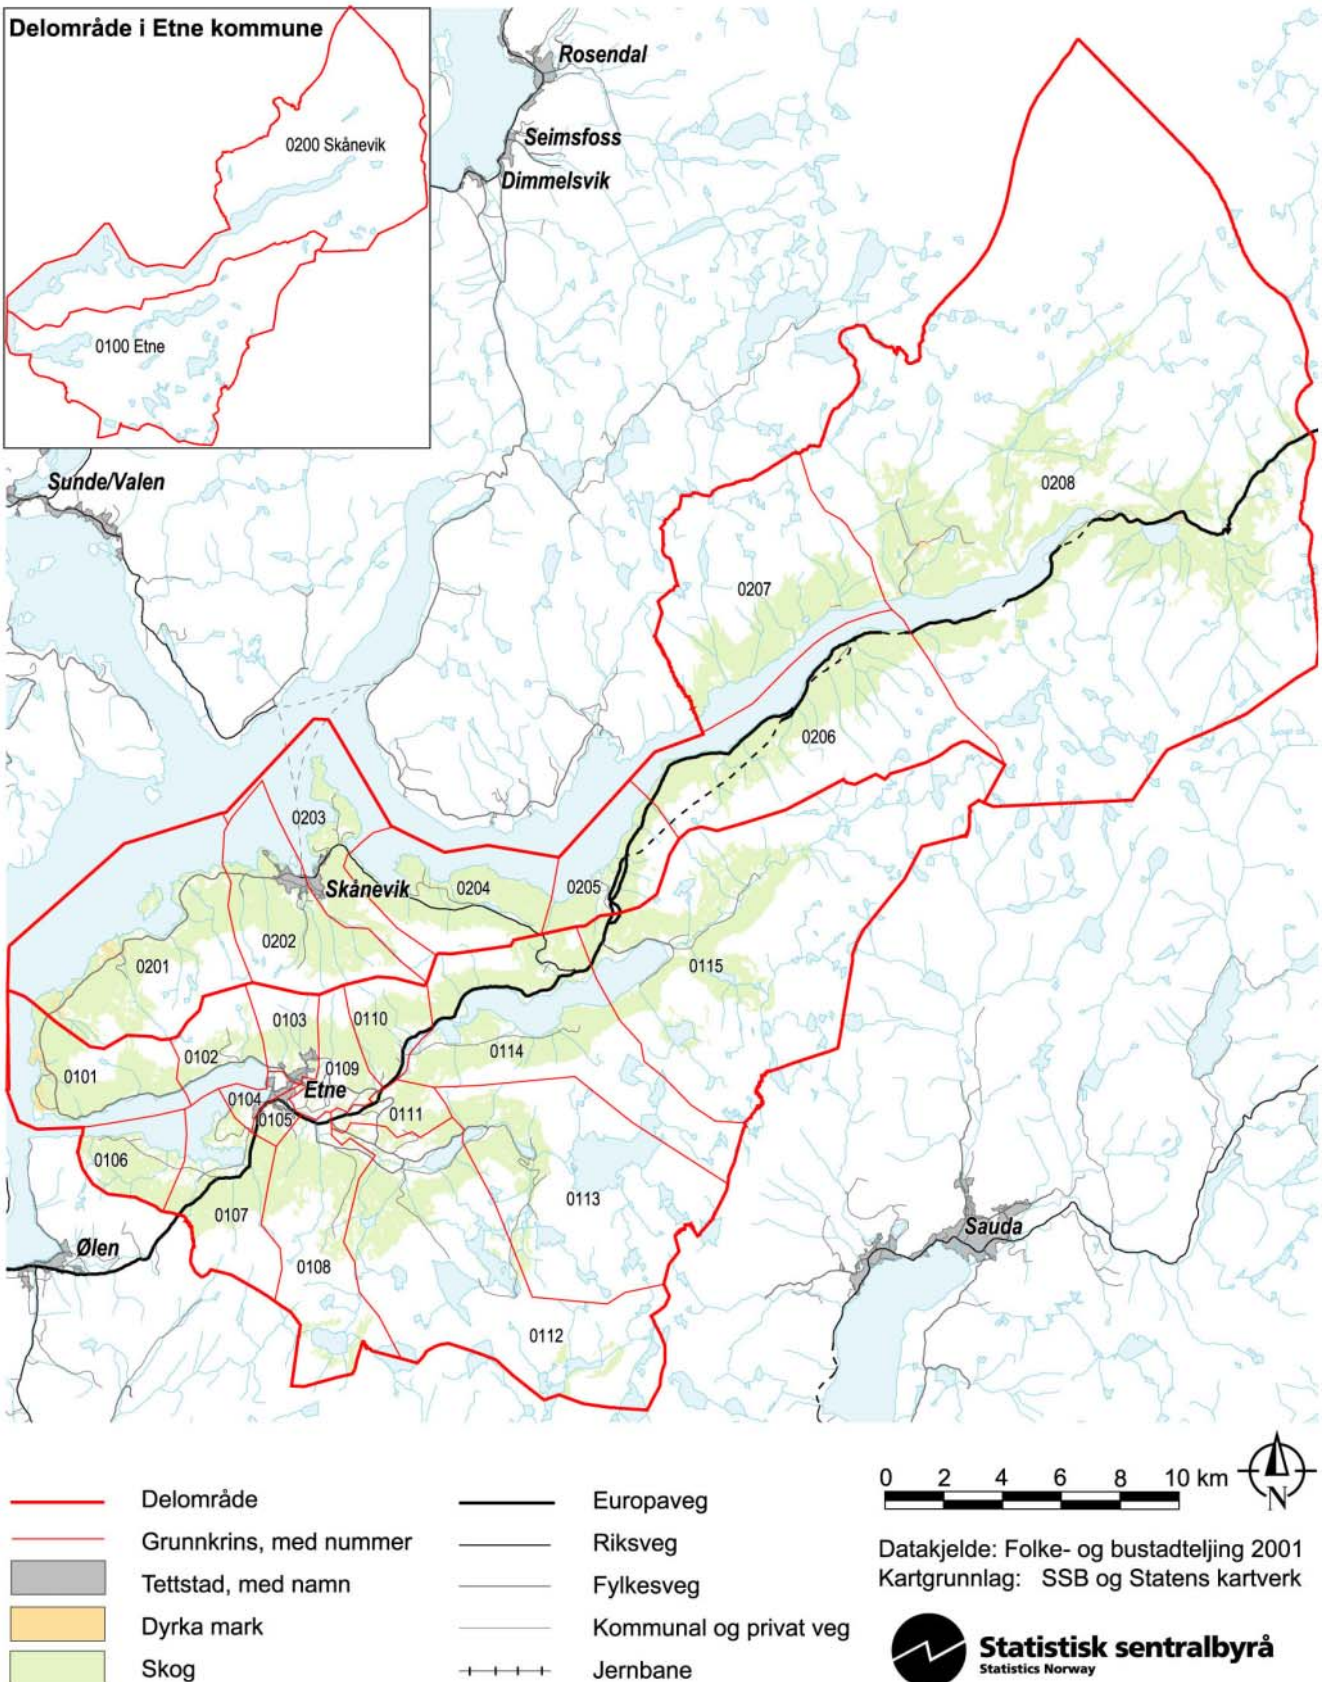 Delområde i Etne kommune
0200 Skånevik
0100 Etne
Rosendal
Seimsfoss
Dimmelsvik
Sunde/Valen
0208
0207
0206
0203
Skånevik
0204
0205
0202
0201
0115
0103
0110
0102
0114
0101
0109
Etne
0104
0111
0105
0106
0113
0107
Sauda
Ølen
0108
0112
Delområde
Grunnkrins, med nummer
Tettstad, med namn
Dyrka mark
Skog
Europaveg
Riksveg
Fylkesveg
Kommunal og privat veg
Jernbane
0 2 4 6 8 10 km
N
Datakjelde: Folke- og bustadteljing 2001
Kartgrunnlag: SSB og Statens kartverk
Statistisk sentralbyrå
Statistics Norway